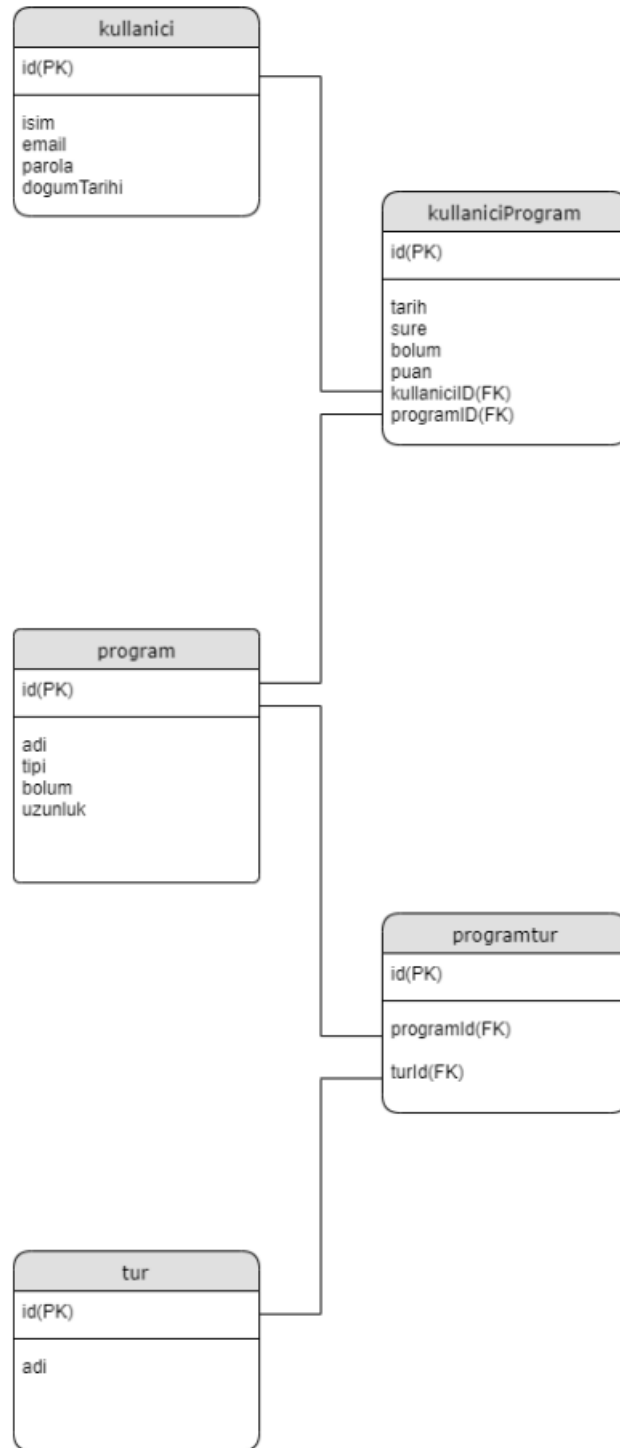 kullanici
id(PK)
isim
email
parola
dogumTarihi
kullaniciProgram
id(PK)
tarih
sure
bolum
puan
kullaniciID(FK)
programID(FK)
program
id(PK)
adi
tipi
bolum
uzunluk
programtur
id(PK)
programId(FK)
turId(FK)
tur
id(PK)
adi